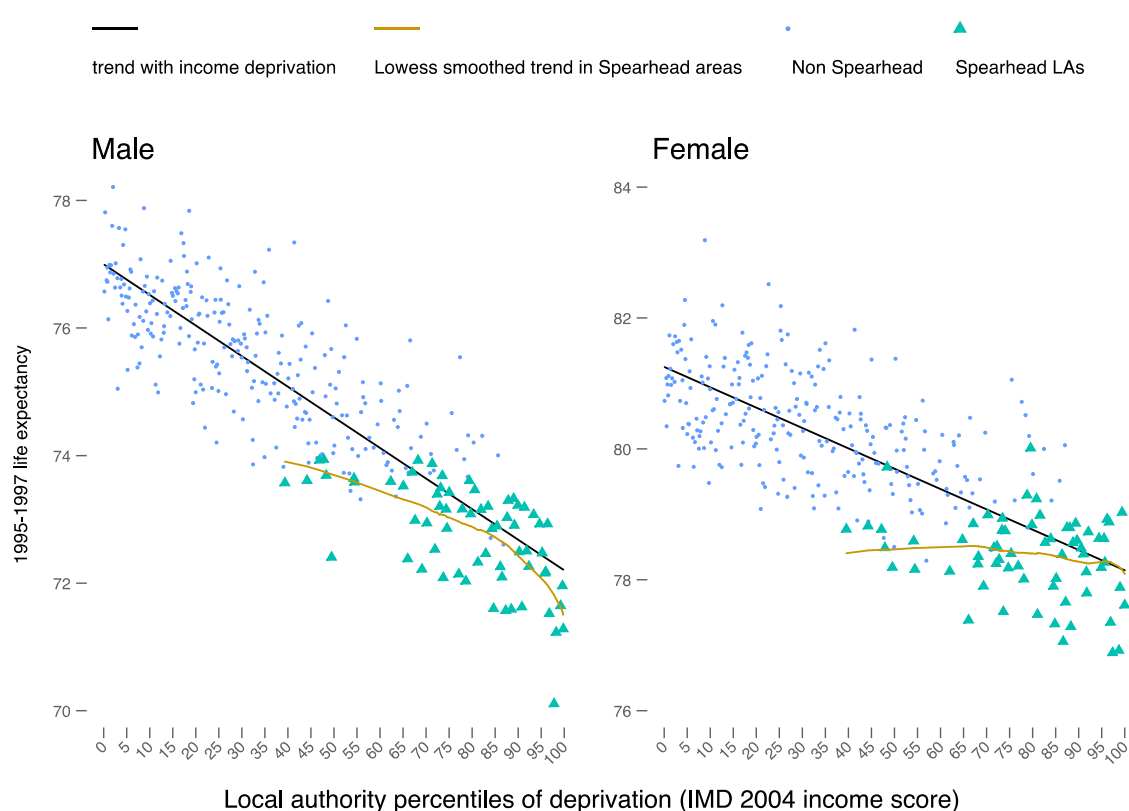 trend with income deprivation Lowess smoothed trend in Spearhead areas Non Spearhead Spearhead LAs
Male Female
1995-1997 life expectancy
78
76
74
72
70
0 5 10 15 20 25 30 35 40 45 50 55 60 65 70 75 80 85 90 95 100
84
82
80
78
76
0 5 10 15 20 25 30 35 40 45 50 55 60 65 70 75 80 85 90 95 100
Local authority percentiles of deprivation (IMD 2004 income score)